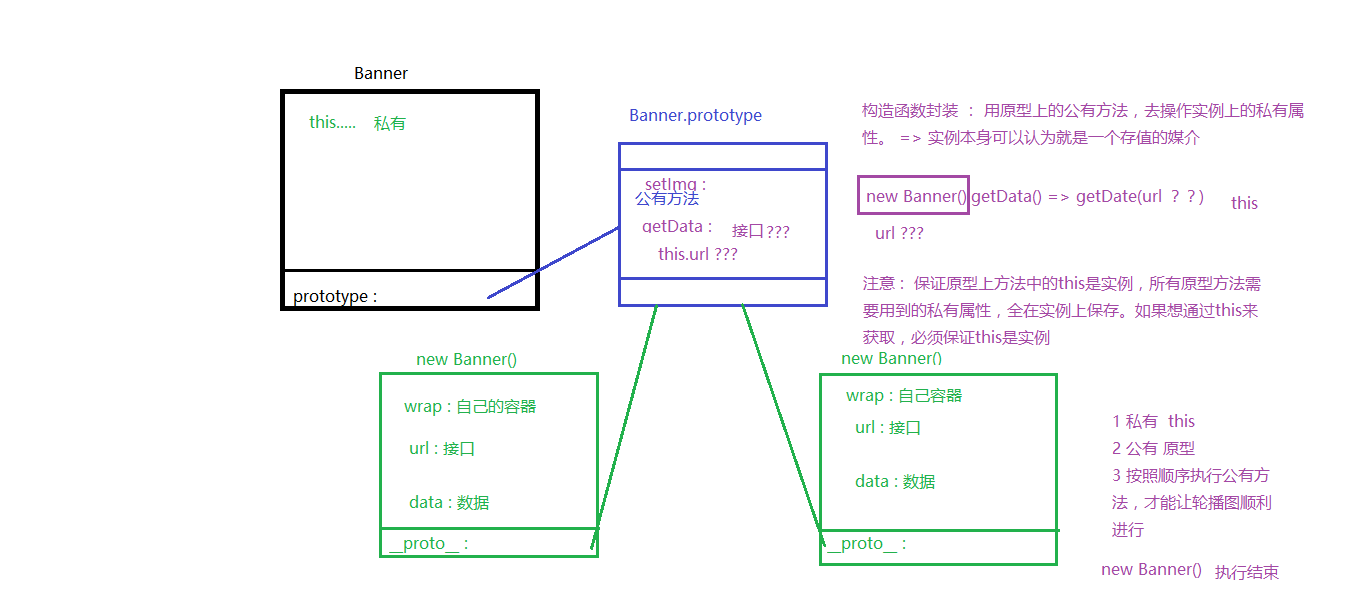 Banner
this..... 私有
prototype :
Banner.prototype
setImg :
公有方法
getData : 接口 ???
this.url ???
构造函数封装 ： 用原型上的公有方法，去操作实例上的私有属
性。 => 实例本身可以认为就是一个存值的媒介
new Banner().getData() => getDate(url ？？) this
url ???
注意： 保证原型上方法中的this是实例，所有原型方法需
要用到的私有属性，全在实例上保存。如果想通过this来
获取，必须保证this是实例
new Banner()
wrap : 自己的容器
url : 接口
data : 数据
__proto__ :
new Banner()
wrap : 自己容器
url : 接口
data : 数据
__proto__ :
1 私有 this
2 公有 原型
3 按照顺序执行公有方
法，才能让轮播图顺利
进行
new Banner() 执行结束